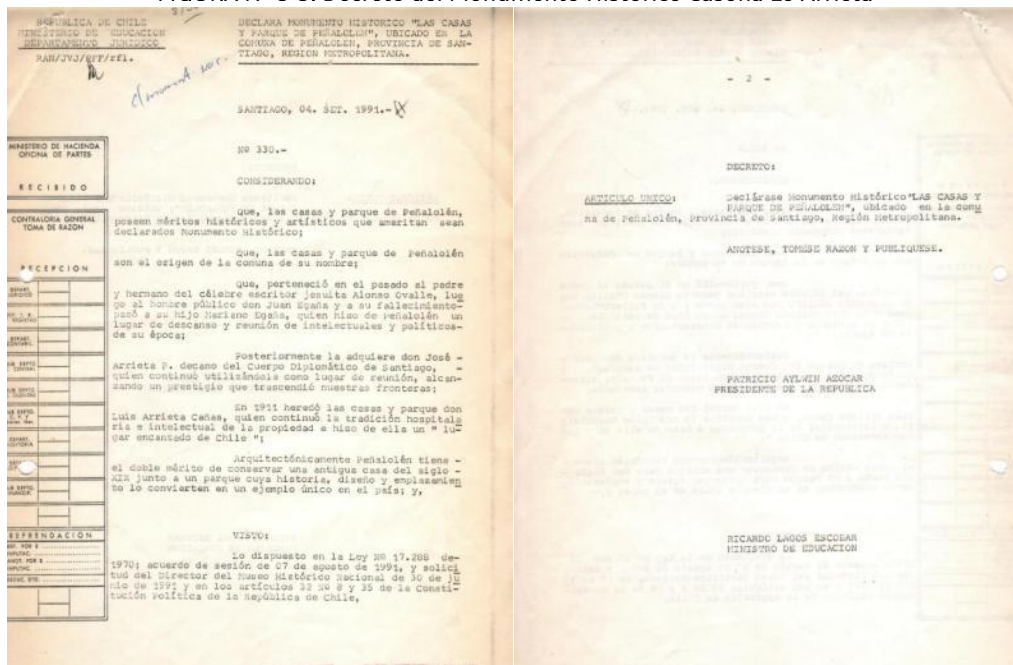 REPUBLICA DE CHILE
MINISTERIO DE EDUCACION
DEPARTAMENTO JURIDICO
DECLARA MONUMENTO HISTORICO "LAS CASAS
Y PARQUE DE PEÑALOLEN", UBICADO EN LA
COMUNA DE PEÑALOLEN, PROVINCIA DE SAN-
TIAGO, REGION METROPOLITANA.
SANTIAGO, 04. SET. 1991.-
Nº 330.-
MINISTERIO DE HACIENDA
OFICINA DE PARTES
RECIBIDO
CONTRALORIA GENERAL
TOMA DE RAZON
RECEPCION
REFRENDACION
CONSIDERANDO:
Que, las casas y parque de Peñalolén,
poseen méritos históricos y artísticos que ameritan sean
declarados Monumento Histórico;
Que, las casas y parque de Peñalolén
son el origen de la comuna de su nombre;
Que, perteneció en el pasado al padre
y hermano del célebre escritor jesuita Alonso Ovalle, lue
go al hombre público don Juan Egaña y a su fallecimiento-
pasó a su hijo Mariano Egaña, quien hizo de Peñalolén un
lugar de descanso y reunión de intelectuales y políticos-
de su época;
Posteriormente la adquiere don José -
Arrieta P. decano del Cuerpo Diplomático de Santiago, -
quien continuó utilizándola como lugar de reunión, alcan-
zando un prestigio que trascendió nuestras fronteras;
En 1911 heredó las casas y parque don
Luis Arrieta Cañas, quien continuó la tradición hospitala
ria e intelectual de la propiedad e hizo de ella un " lu-
gar encantado de Chile ";
Arquitectónicamente Peñalolén tiene -
el doble mérito de conservar una antigua casa del siglo -
XIX junto a un parque cuya historia, diseño y emplazamien
to lo convierten en un ejemplo único en el país; y,
VISTO:
Lo dispuesto en la Ley Nº 17.288 de-
1970; acuerdo de sesión de 07 de agosto de 1991, y solici
tud del Director del Museo Histórico Nacional de 30 de ju
nio de 1991 y en los artículos 32 Nº 8 y 35 de la Consti-
tución Política de la República de Chile,
- 2 -
DECRETO:
ARTICULO UNICO: Declárase Monumento Histórico"LAS CASAS Y
PARQUE DE PEÑALOLEN", ubicado en la comu
na de Peñalolén, Provincia de Santiago, Región Metropolitana.
ANOTESE, TOMESE RAZON Y PUBLIQUESE.
PATRICIO AYLWIN AZOCAR
PRESIDENTE DE LA REPUBLICA
RICARDO LAGOS ESCOBAR
MINISTRO DE EDUCACION